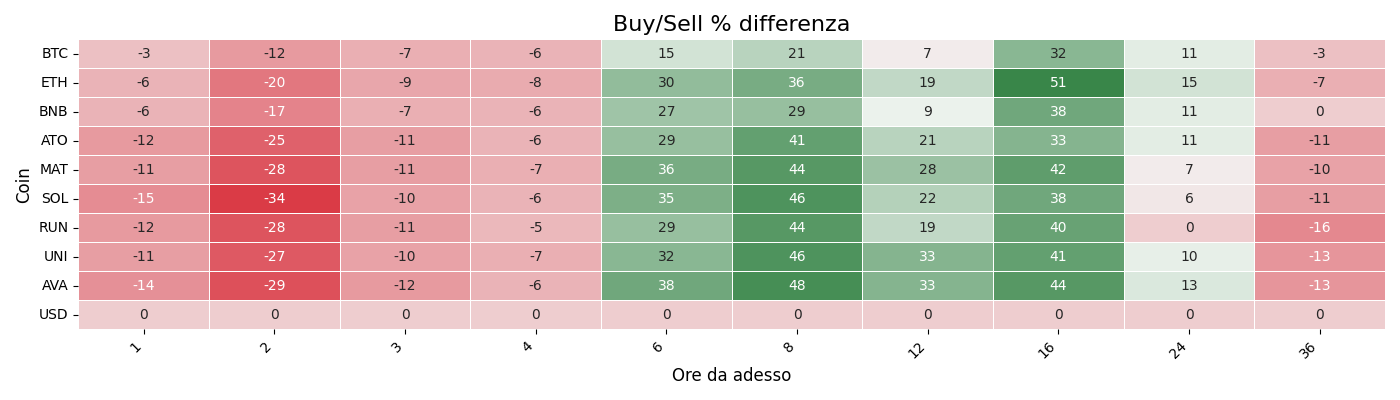 Buy/Sell % differenza
Coin
BTC -3 -12 -7 -6 15 21 7 32 11 -3
ETH -6 -20 -9 -8 30 36 19 51 15 -7
BNB -6 -17 -7 -6 27 29 9 38 11 0
ATO -12 -25 -11 -6 29 41 21 33 11 -11
MAT -11 -28 -11 -7 36 44 28 42 7 -10
SOL -15 -34 -10 -6 35 46 22 38 6 -11
RUN -12 -28 -11 -5 29 44 19 40 0 -16
UNI -11 -27 -10 -7 32 46 33 41 10 -13
AVA -14 -29 -12 -6 38 48 33 44 13 -13
USD 0 0 0 0 0 0 0 0 0 0
1 2 3 4 6 8 12 16 24 36
Ore da adesso